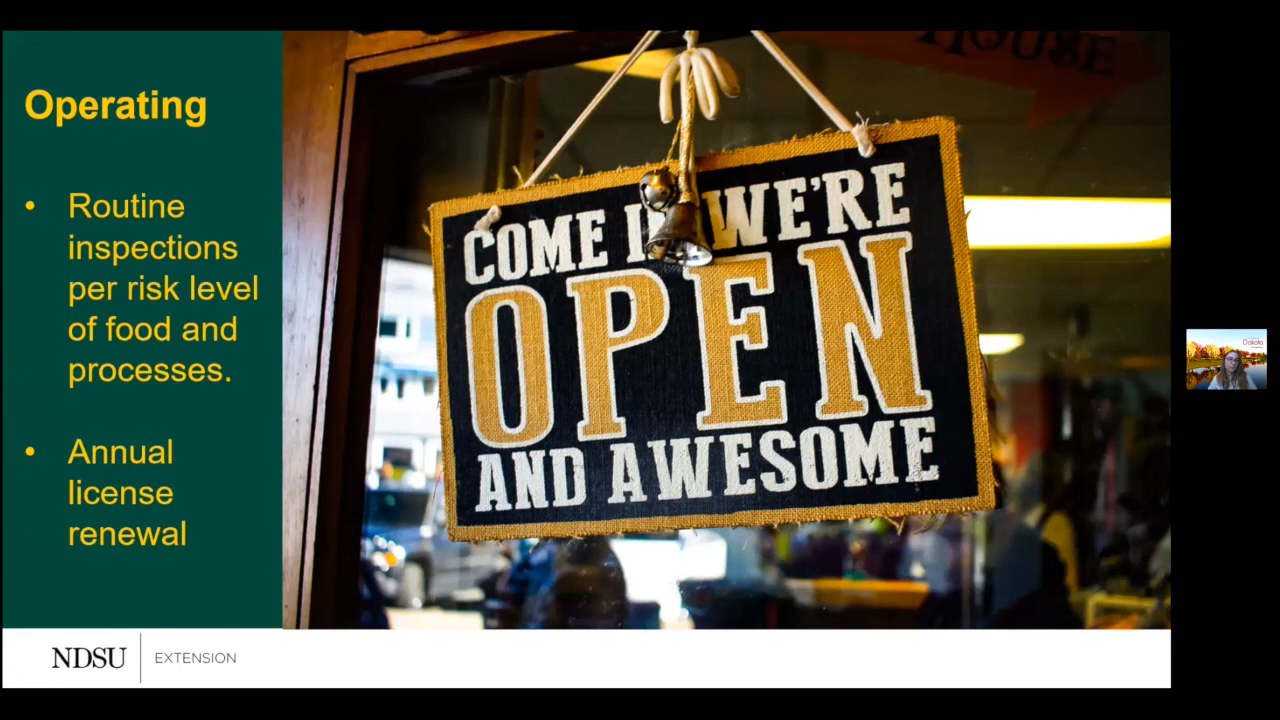 Operating
• Routine
inspections
per risk level
of food and
processes.
• Annual
license
renewal
HOUSE
COME IN WE'RE
OPEN
AND AWESOME
Dakota
NDSU
EXTENSION